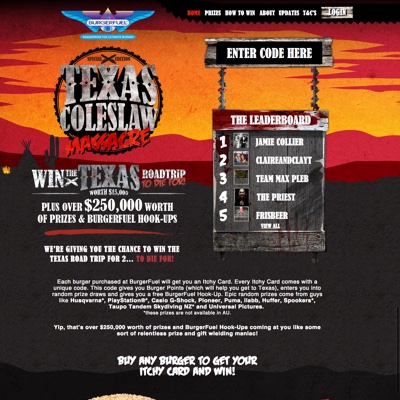 BURGERFUEL
ENGINEERING THE ULTIMATE BURGER
HOME PRIZES HOW TO WIN ABOUT UPDATES T&C'S LOGIN
SPECIAL EDITION
TEXAS
COLESLAW
MASSACRE
ENTER CODE HERE
THE LEADERBOARD
1 JAMIE COLLIER
2 CLAIREANDCLAYT
3 TEAM MAX PLEB
4 THE PRIEST
5 FRISBEER
VIEW ALL
WIN THE TEXAS ROADTRIP
TO DIE FOR!
WORTH $15,000
PLUS OVER $250,000 WORTH
OF PRIZES & BURGERFUEL HOOK-UPS
WE'RE GIVING YOU THE CHANCE TO WIN THE
TEXAS ROAD TRIP FOR 2... TO DIE FOR!
Each burger purchased at BurgerFuel will get you an Itchy Card. Every Itchy Card comes with a
unique code. This code gives you Burger Points (which will help you get to Texas), enters you into
random prize draws and gives you a free BurgerFuel Hook-Up. Epic random prizes come from guys
like Husqvarna*, PlayStation®*, Casio G-Shock, Pioneer, Puma, ilabb, Huffer, Spookers*,
Taupo Tandem Skydiving NZ* and Universal Pictures.
*these prizes are not available in AU.
Yip, that's over $250,000 worth of prizes and BurgerFuel Hook-Ups coming at you like some
sort of relentless prize and gift wielding maniac!
BUY ANY BURGER TO GET YOUR
ITCHY CARD AND WIN!